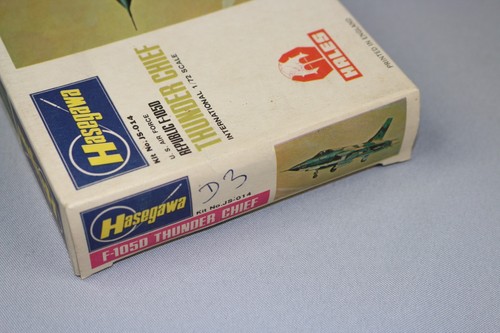 HALES
PRINTED IN ENGLAND
Hasegawa
Kit No. JS-014
U. S. AIR FORCE
REPUBLIC F-105D
THUNDER CHIEF
INTERNATIONAL 1/72 SCALE
D3
Hasegawa
Kit No. JS-014
F-105D THUNDER CHIEF